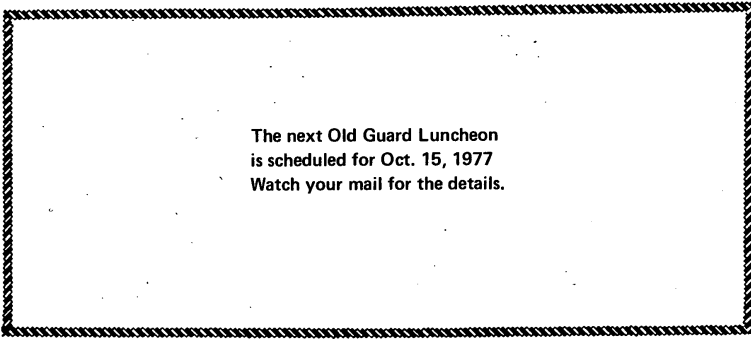 The next Old Guard Luncheon
is scheduled for Oct. 15, 1977
Watch your mail for the details.